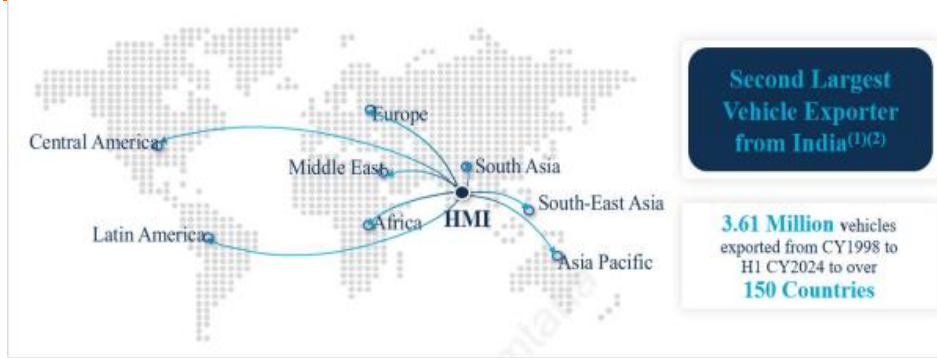 Second Largest
Vehicle Exporter
from India(1)(2)
Europe
Central America
Middle East
South Asia
South-East Asia
Africa
HMI
Latin America
Asia Pacific
3.61 Million vehicles
exported from CY1998 to
H1 CY2024 to over
150 Countries